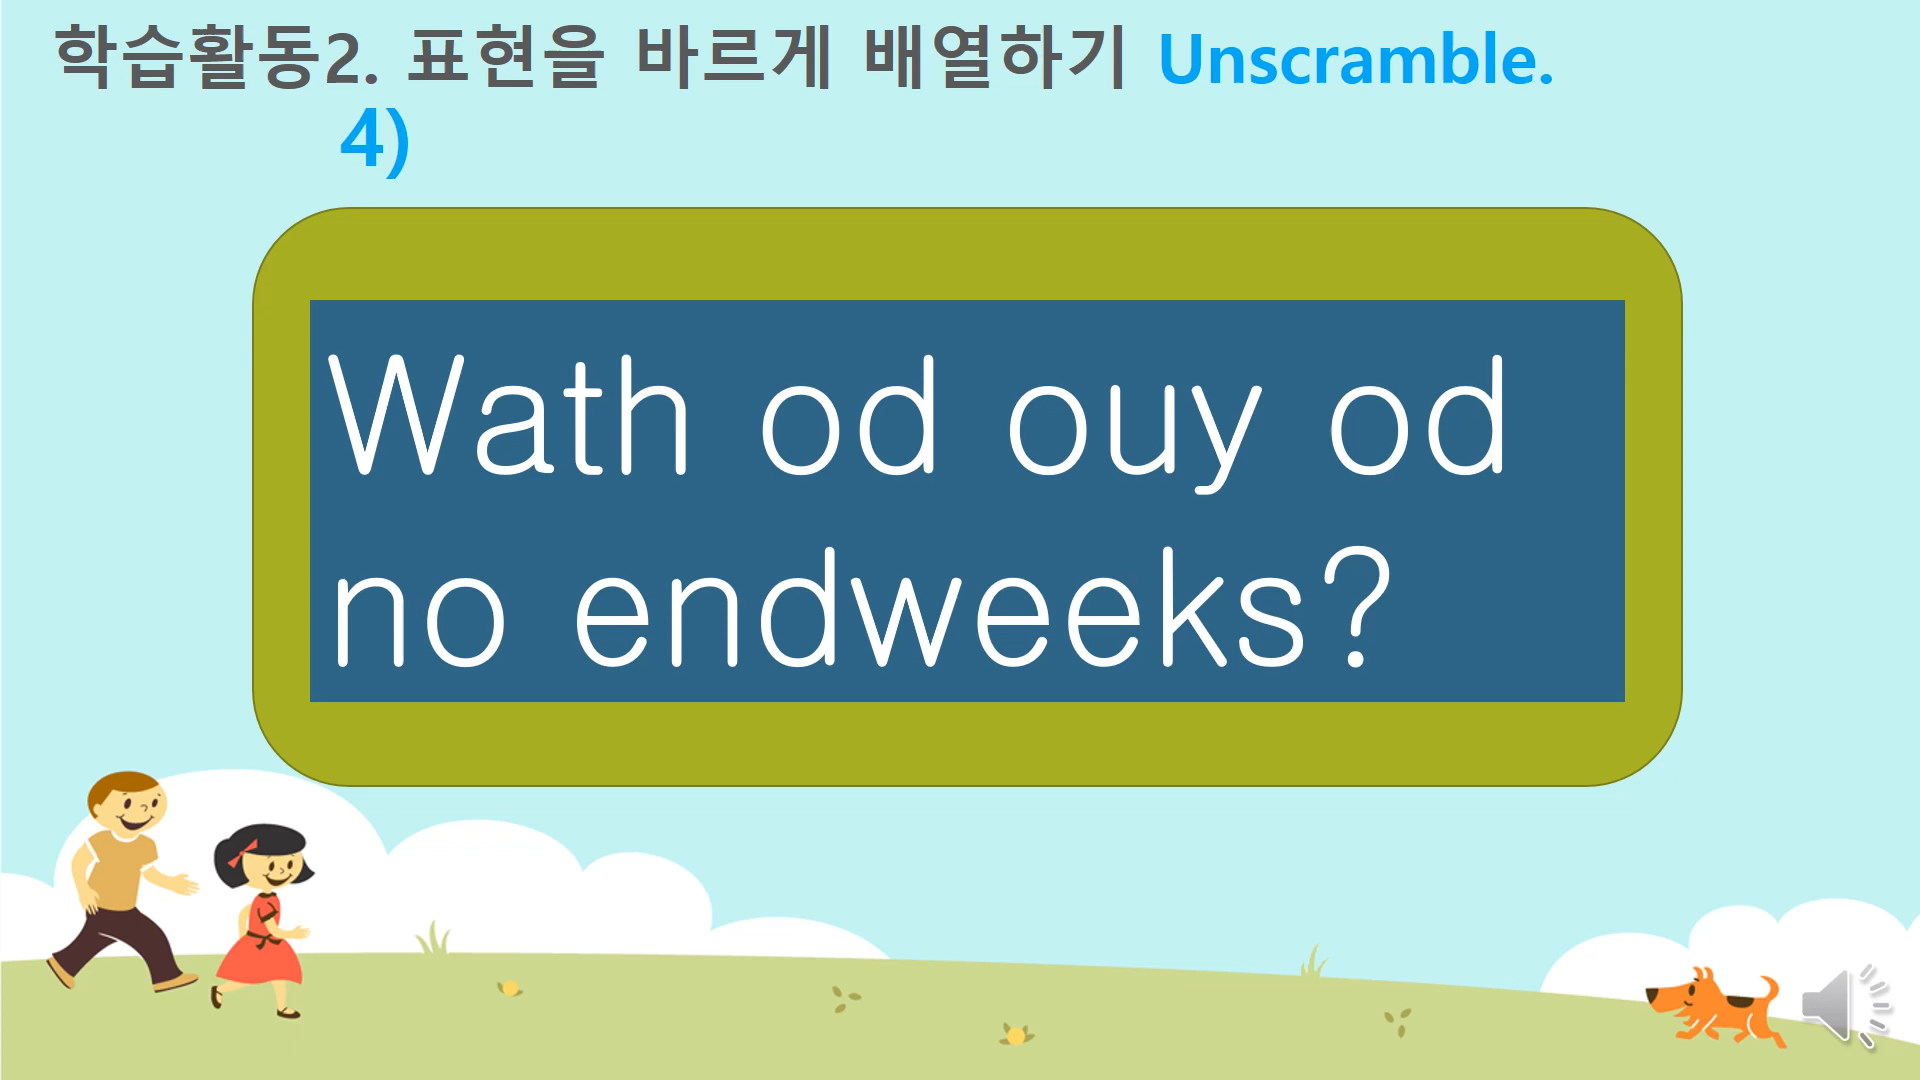 학습활동2. 표현을 바르게 배열하기 Unscramble.
4)
Wath od ouy od
no endweeks?